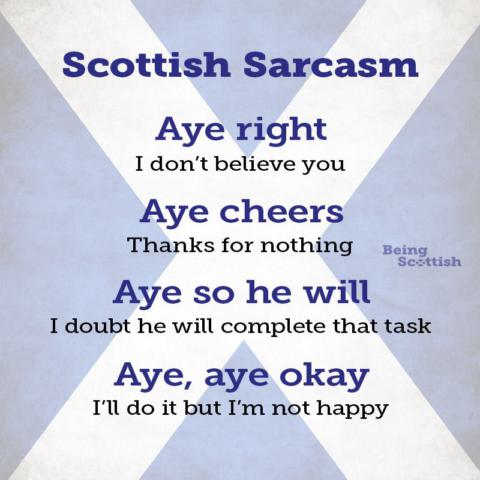 Scottish Sarcasm
Aye right
I don't believe you
Aye cheers
Thanks for nothing
Being
Scottish
Aye so he will
I doubt he will complete that task
Aye, aye okay
I'll do it but I'm not happy